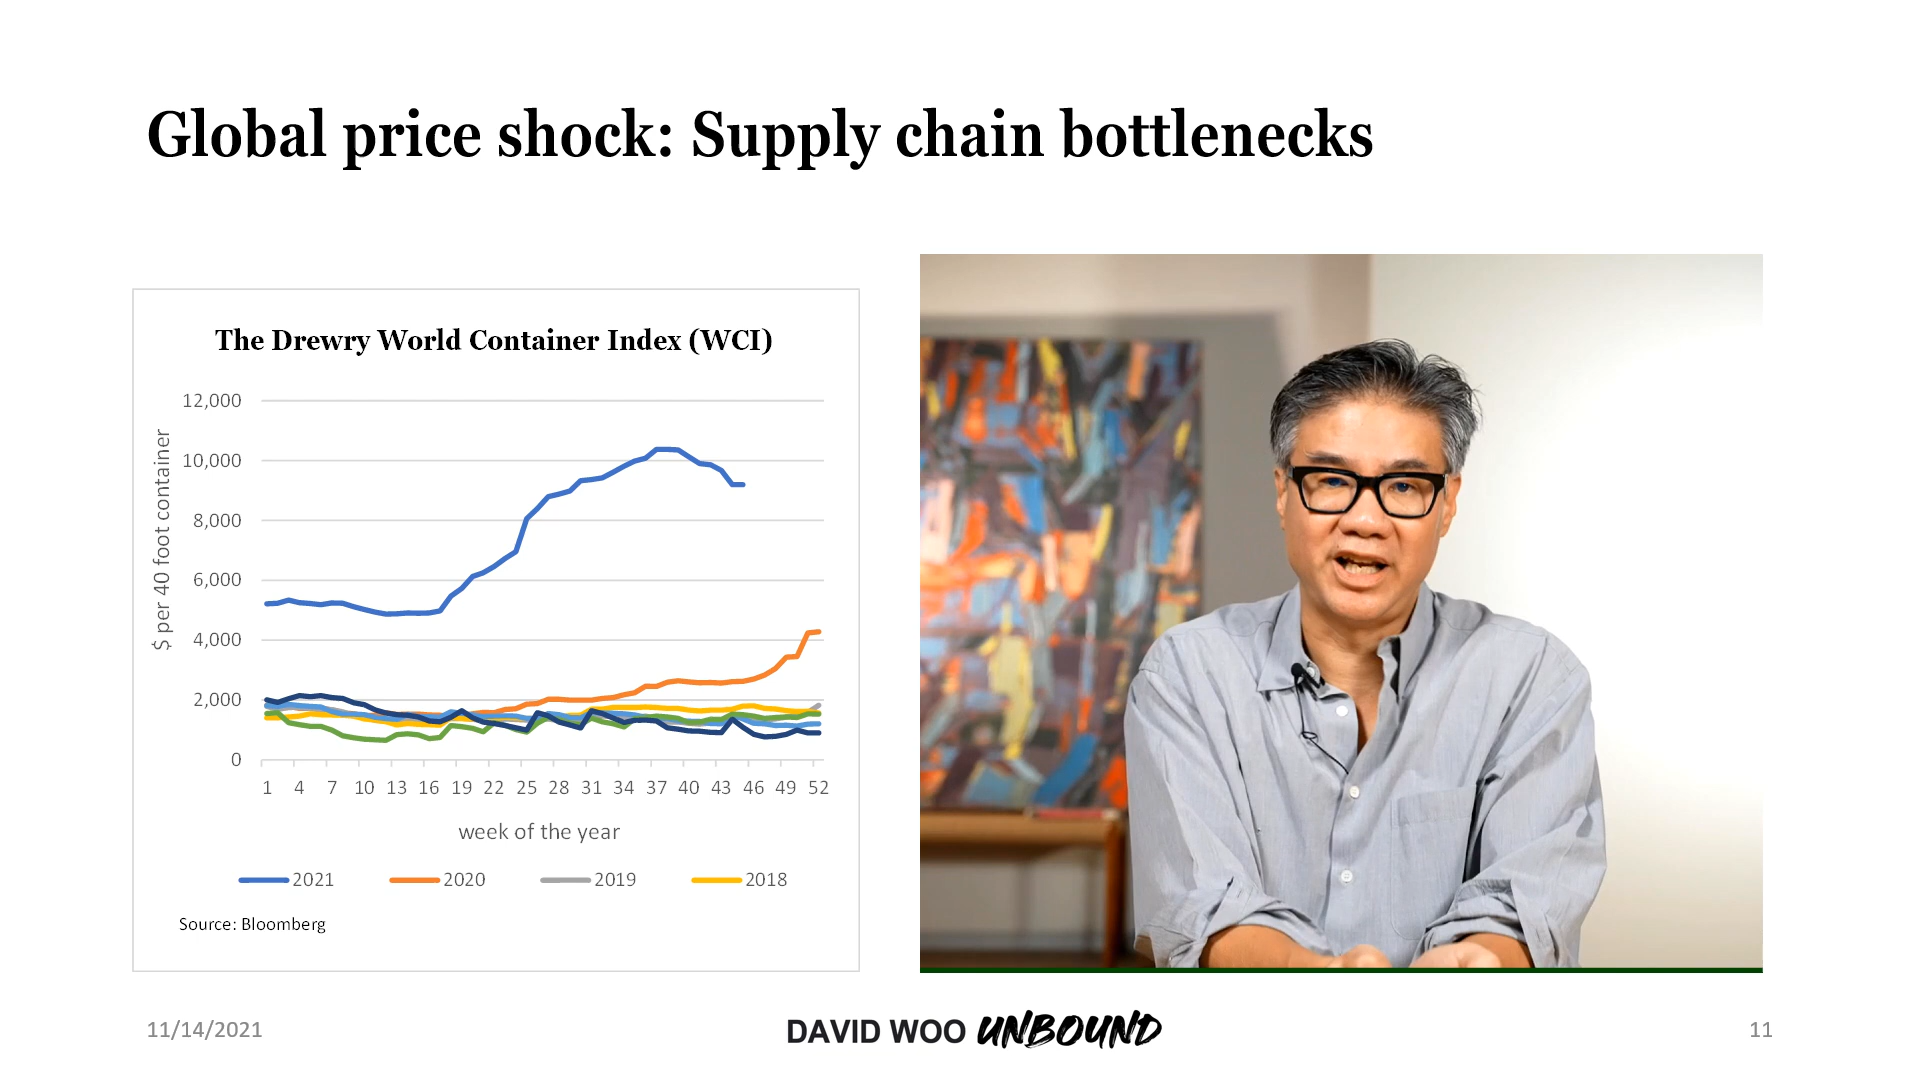 Global price shock: Supply chain bottlenecks
The Drewry World Container Index (WCI)
$ per 40 foot container
12,000
10,000
8,000
6,000
4,000
2,000
0
1 4 7 10 13 16 19 22 25 28 31 34 37 40 43 46 49 52
week of the year
2021 2020 2019 2018
Source: Bloomberg
11/14/2021
DAVID WOO UNBOUND
11